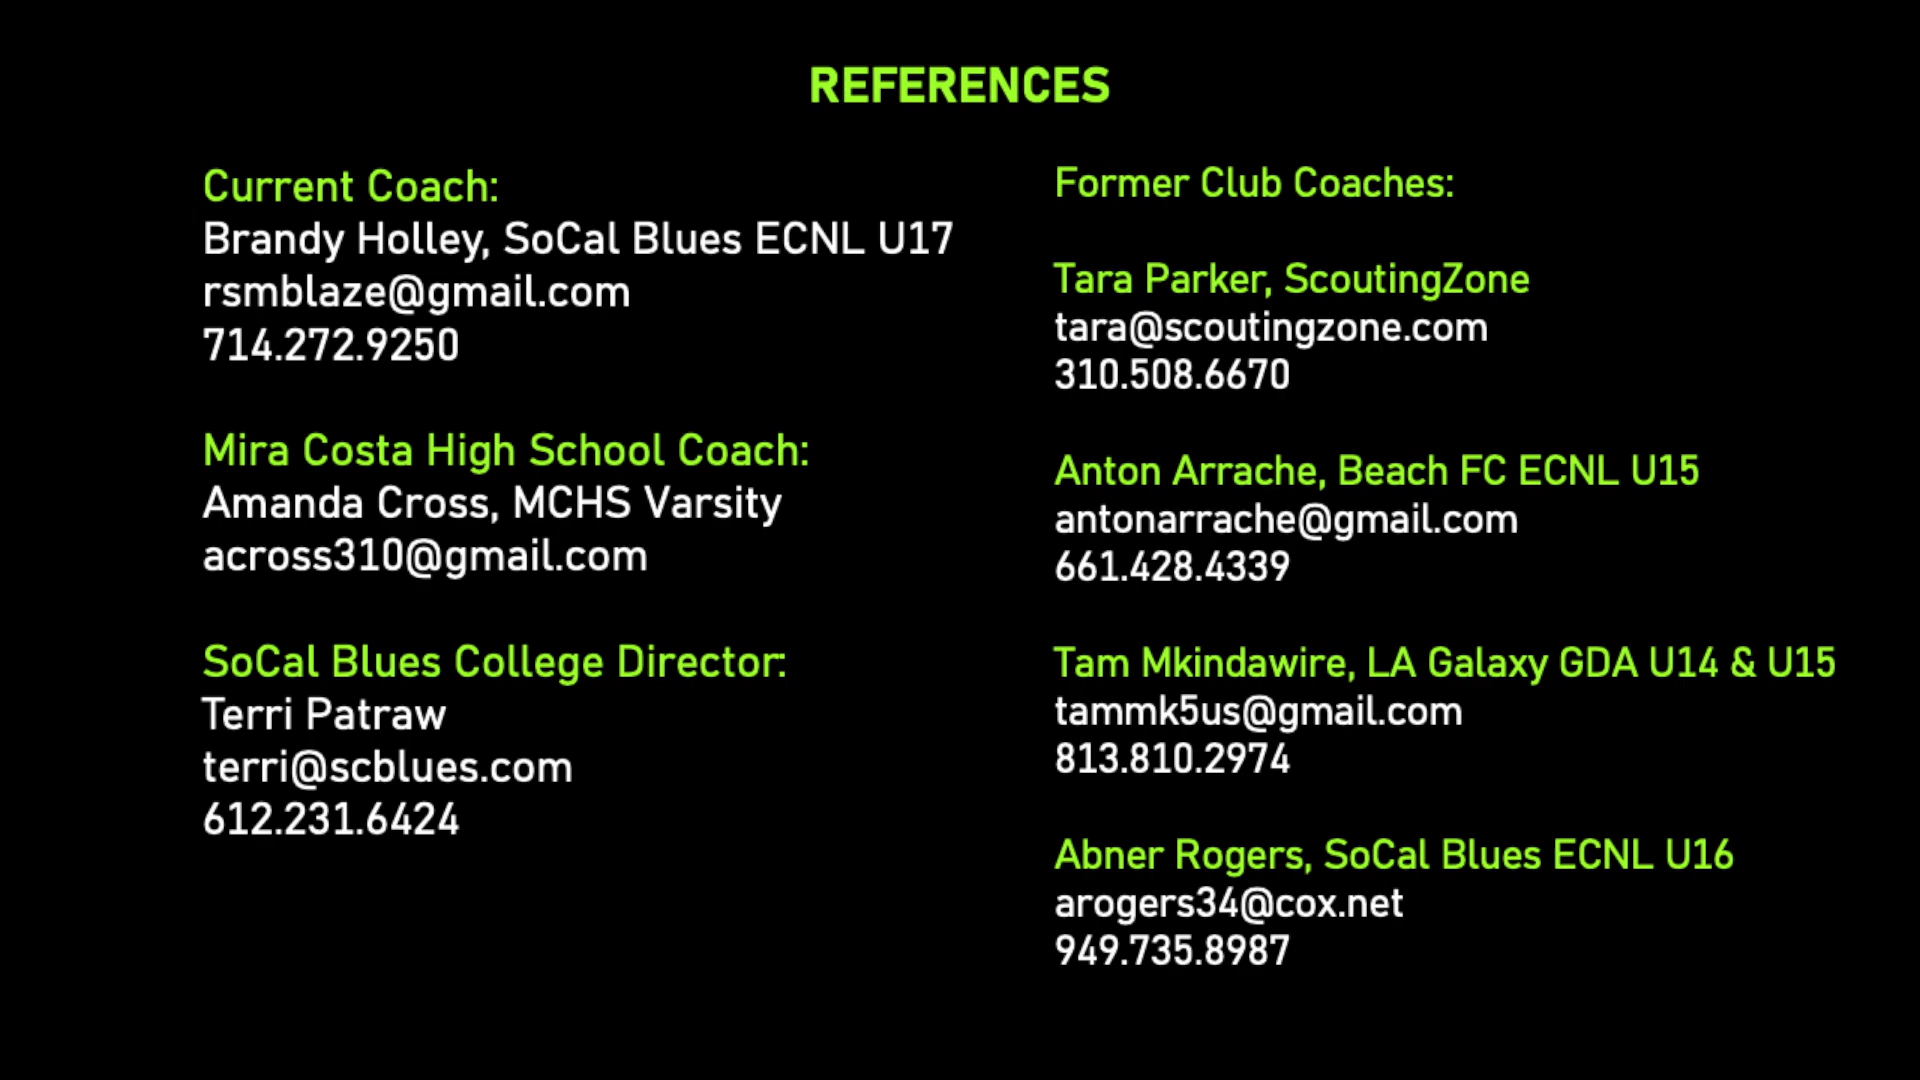 REFERENCES
Current Coach:
Brandy Holley, SoCal Blues ECNL U17
rsmblaze@gmail.com
714.272.9250
Mira Costa High School Coach:
Amanda Cross, MCHS Varsity
across310@gmail.com
SoCal Blues College Director:
Terri Patraw
terri@scblues.com
612.231.6424
Former Club Coaches:
Tara Parker, ScoutingZone
tara@scoutingzone.com
310.508.6670
Anton Arrache, Beach FC ECNL U15
antonarrache@gmail.com
661.428.4339
Tam Mkindawire, LA Galaxy GDA U14 & U15
tammk5us@gmail.com
813.810.2974
Abner Rogers, SoCal Blues ECNL U16
arogers34@cox.net
949.735.8987